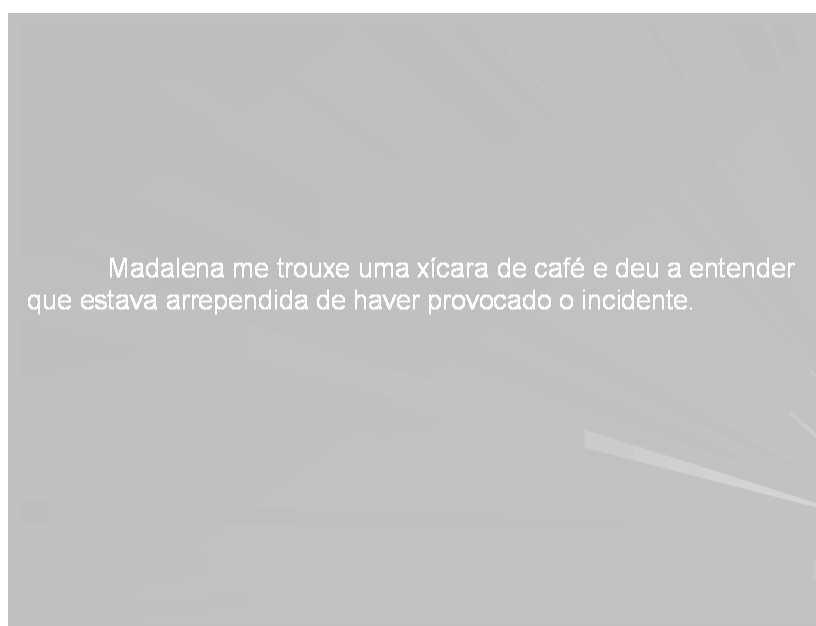 Madalena me trouxe uma xícara de café e deu a entender
que estava arrependida de haver provocado o incidente.